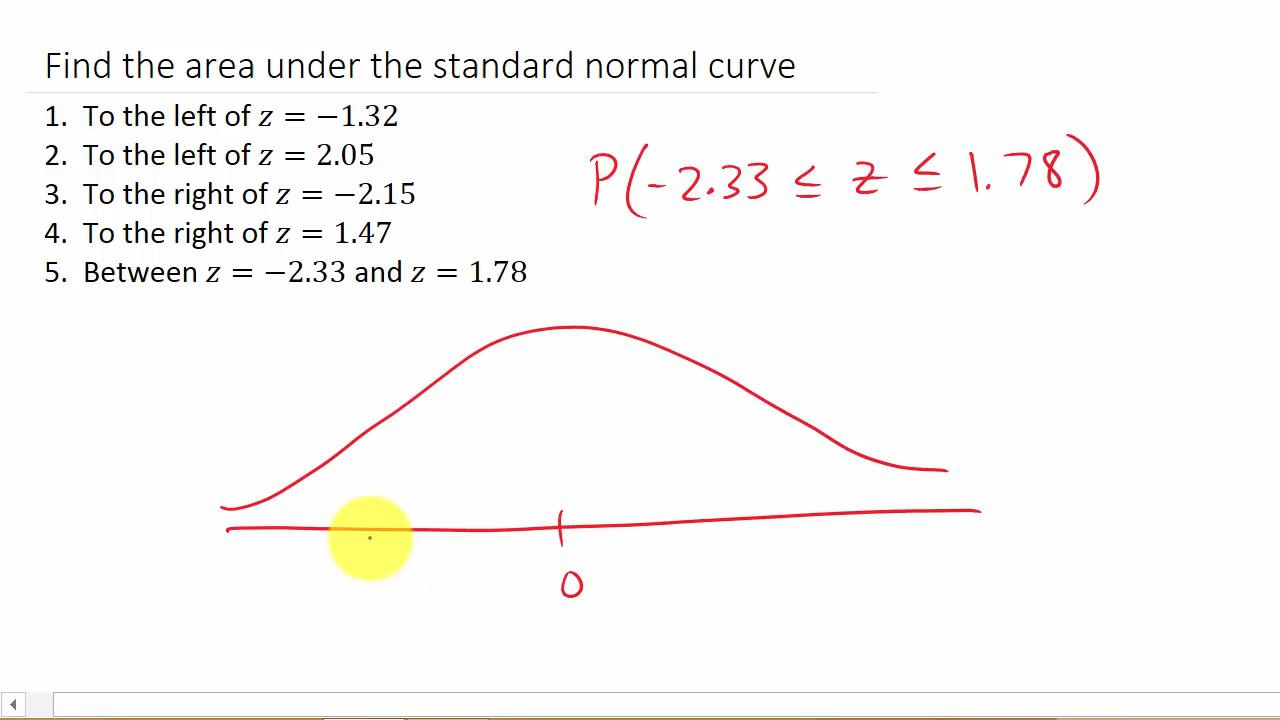 Find the area under the standard normal curve
1. To the left of z = −1.32
2. To the left of z = 2.05
3. To the right of z = −2.15
4. To the right of z = 1.47
5. Between z = −2.33 and z = 1.78
P(-2.33 ≤ z ≤ 1.78)
0